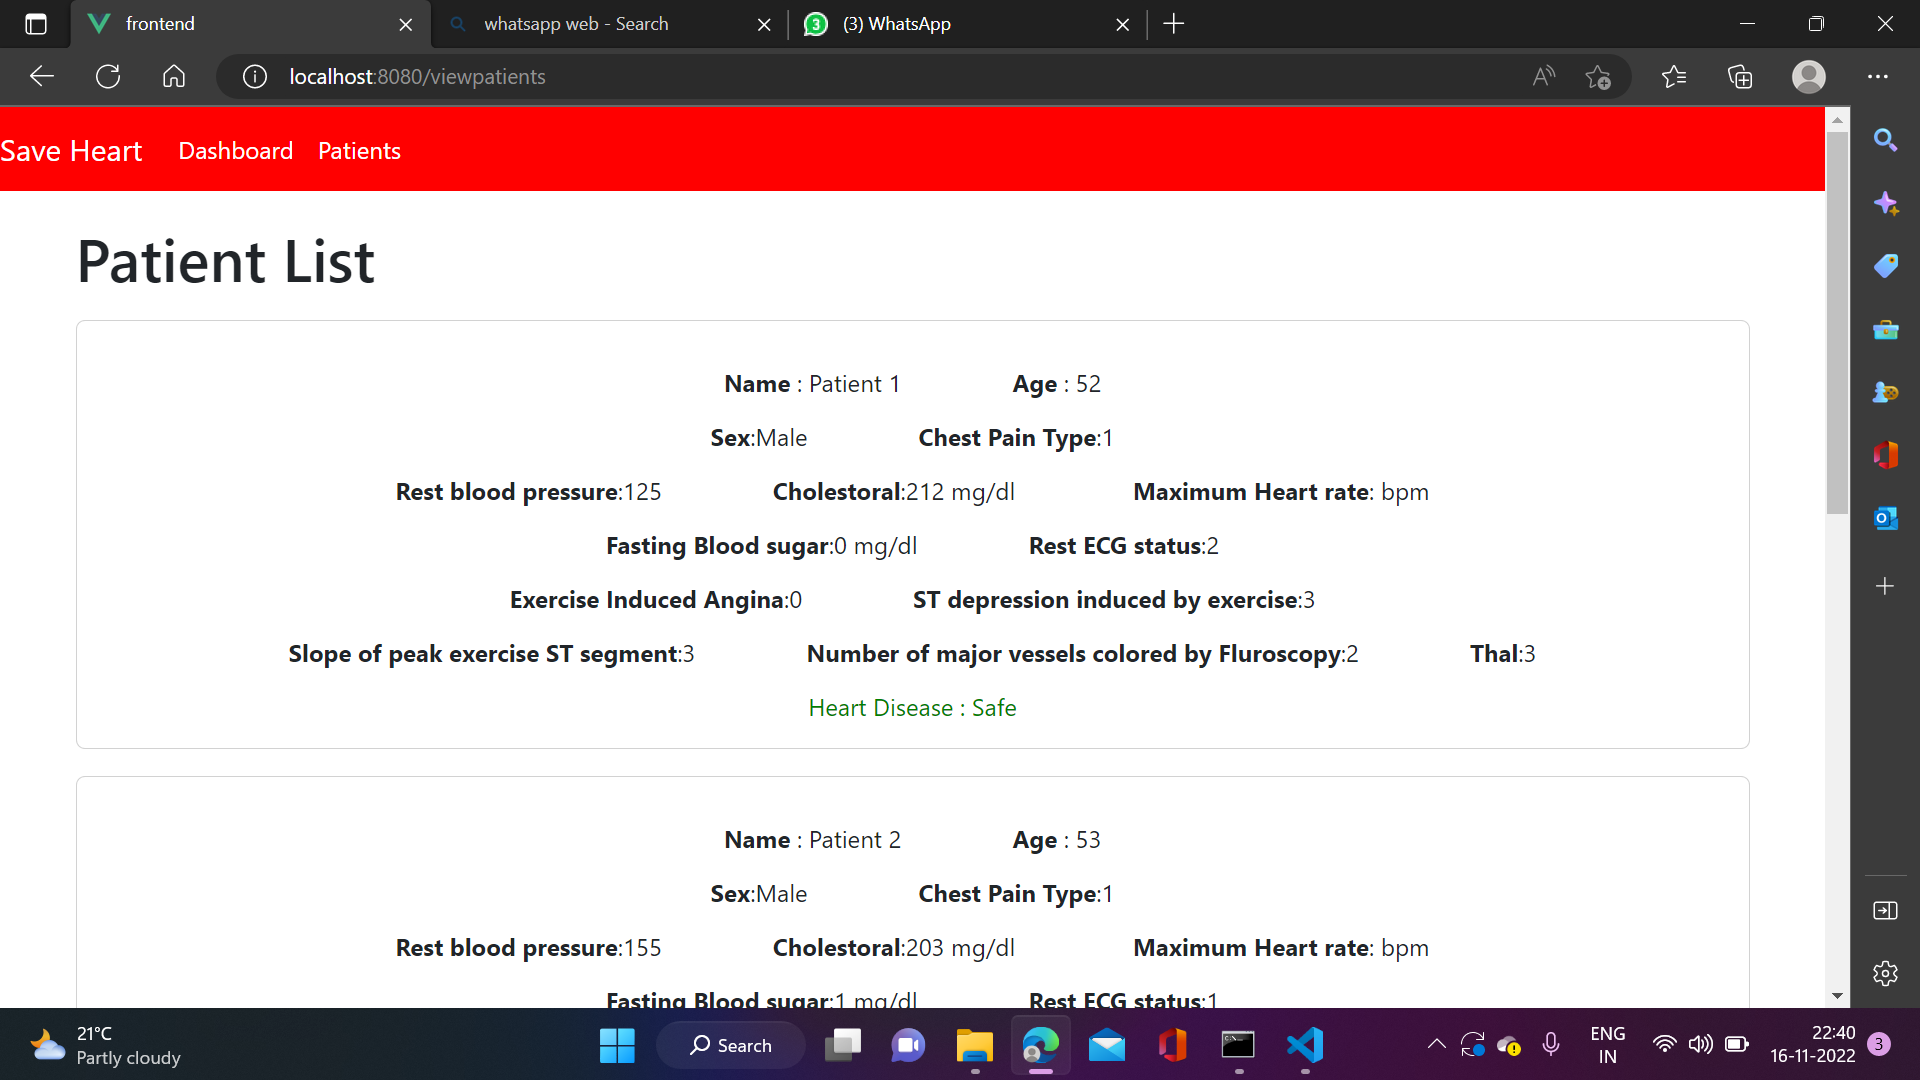 frontend
whatsapp web - Search
3
(3) WhatsApp
localhost:8080/viewpatients
Save Heart Dashboard Patients
Patient List
Name : Patient 1 Age : 52
Sex:Male Chest Pain Type:1
Rest blood pressure:125 Cholestoral:212 mg/dl Maximum Heart rate: bpm
Fasting Blood sugar:0 mg/dl Rest ECG status:2
Exercise Induced Angina:0 ST depression induced by exercise:3
Slope of peak exercise ST segment:3 Number of major vessels colored by Fluroscopy:2 Thal:3
Heart Disease : Safe
Name : Patient 2 Age : 53
Sex:Male Chest Pain Type:1
Rest blood pressure:155 Cholestoral:203 mg/dl Maximum Heart rate: bpm
Fasting Blood sugar:1 mg/dl Rest ECG status:1
21°C
Partly cloudy
Search
ENG
IN
22:40
16-11-2022
3